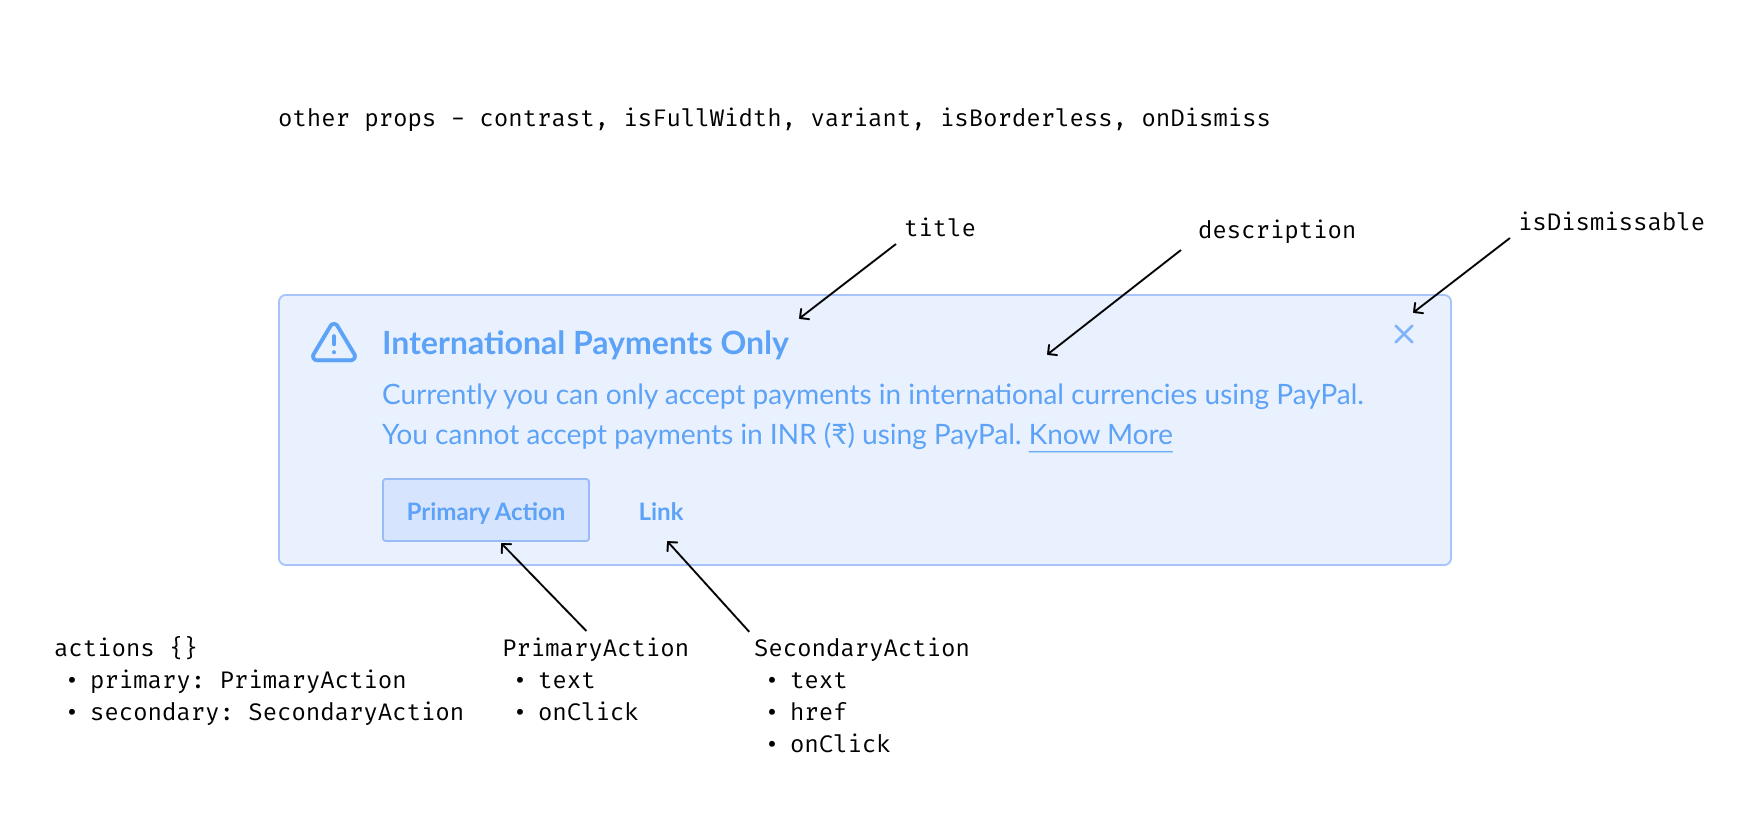 other props - contrast, isFullWidth, variant, isBorderless, onDismiss
title
description
isDismissable
International Payments Only
Currently you can only accept payments in international currencies using PayPal.
You cannot accept payments in INR (₹) using PayPal. Know More
Primary Action
Link
actions {}
• primary: PrimaryAction
• secondary: SecondaryAction
PrimaryAction
• text
• onClick
SecondaryAction
• text
• href
• onClick